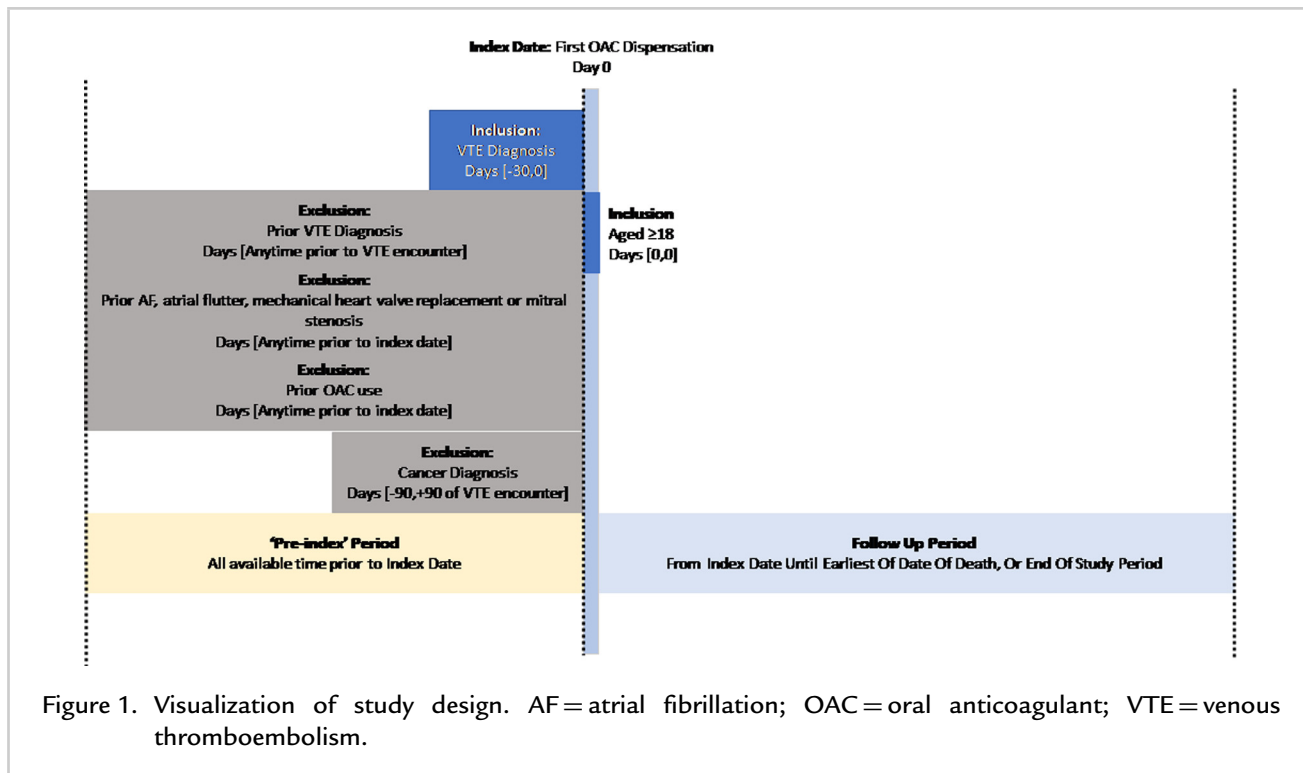 Index Date: First OAC Dispensation
Day 0
Inclusion:
VTE Diagnosis
Days [-30,0]
Exclusion:
Prior VTE Diagnosis
Days [Anytime prior to VTE encounter]
Inclusion
Aged ≥18
Days [0,0]
Exclusion:
Prior AF, atrial flutter, mechanical heart valve replacement or mitral
stenosis
Days [Anytime prior to index date]
Exclusion:
Prior OAC use
Days [Anytime prior to index date]
Exclusion:
Cancer Diagnosis
Days [-90,+90 of VTE encounter]
'Pre-index' Period
All available time prior to Index Date
Follow Up Period
From Index Date Until Earliest Of Date Of Death, Or End Of Study Period
Figure 1. Visualization of study design. AF = atrial fibrillation; OAC = oral anticoagulant; VTE = venous
thromboembolism.